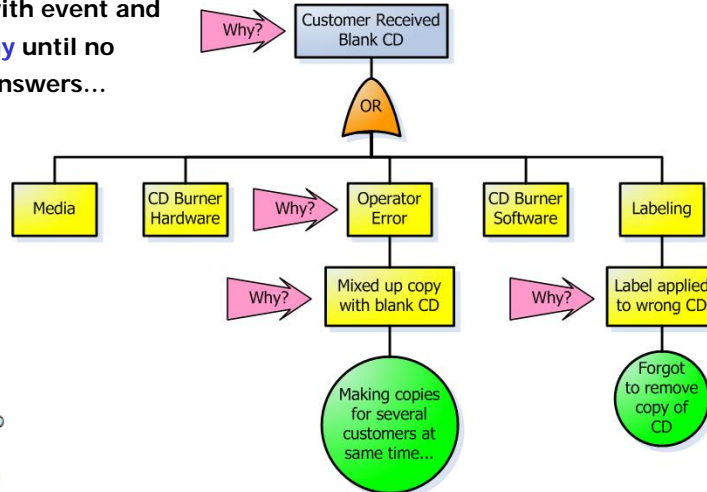 with event and
y until no
nswers...
Why?
Customer Received
Blank CD
OR
Media
CD Burner
Hardware
Why?
Operator
Error
CD Burner
Software
Labeling
Why?
Mixed up copy
with blank CD
Why?
Label applied
to wrong CD
Making copies
for several
customers at
same time...
Forgot
to remove
copy of
CD